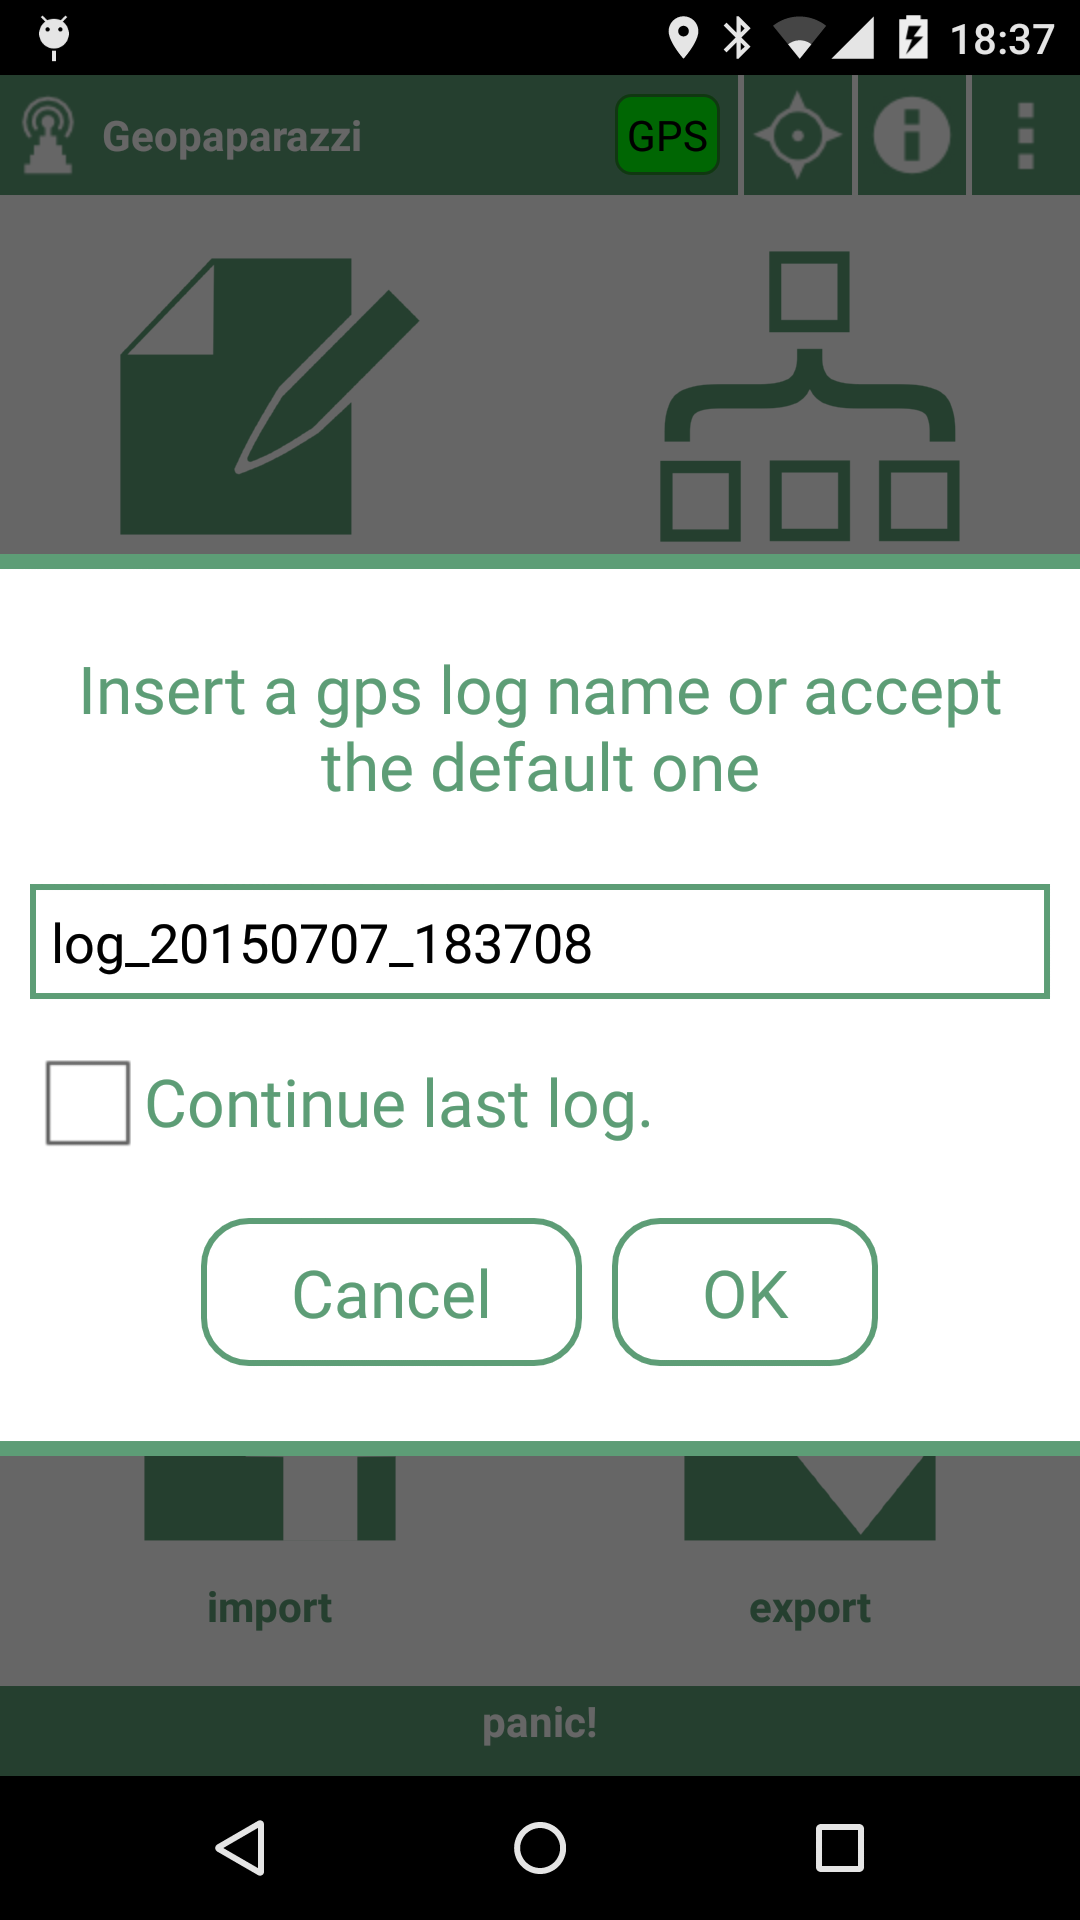 18:37
Geopaparazzi
GPS
Insert a gps log name or accept
the default one
log_20150707_183708
Continue last log.
Cancel
OK
import
export
panic!